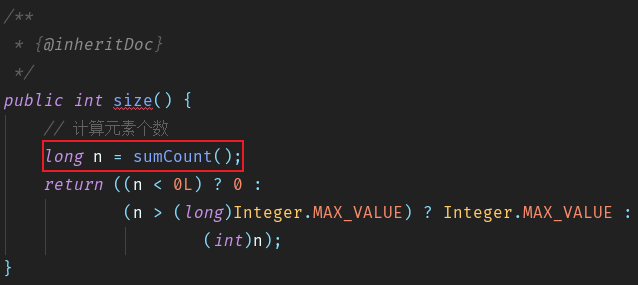 /**
 * {@inheritDoc}
 */
public int size() {
    // 计算元素个数
    long n = sumCount();
    return ((n < 0L) ? 0 :
            (n > (long)Integer.MAX_VALUE) ? Integer.MAX_VALUE :
                    (int)n);
}